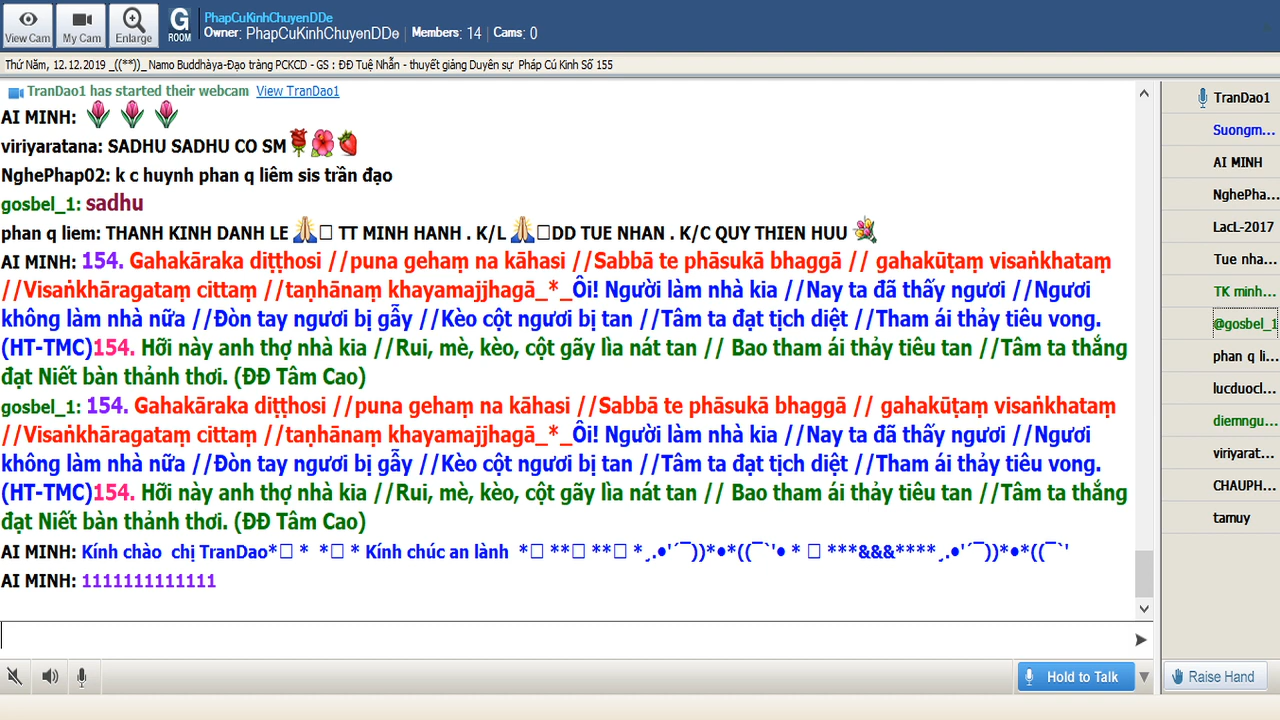 View Cam
My Cam
Enlarge
G
ROOM
PhapCuKinhChuyenDDe
Owner: PhapCuKinhChuyenDDe | Members: 14 | Cams: 0
Thứ Năm, 12.12.2019 _((**))_ Namo Buddhàya-Đạo tràng PCKCD - GS : ĐĐ Tuệ Nhẫn - thuyết giảng Duyên sự Pháp Cú Kinh Số 155
TranDao1 has started their webcam View TranDao1
AI MINH:
viriyaratana: SADHU SADHU CO SM
NghePhap02: k c huynh phan q liêm sis trần đạo
gosbel_1: sadhu
phan q liem: THANH KINH DANH LE TT MINH HANH . K/L DD TUE NHAN . K/C QUY THIEN HUU
AI MINH: 154. Gahakāraka diṭṭhosi //puna gehaṃ na kāhasi //Sabbā te phāsukā bhaggā // gahakūṭaṃ visaṅkhataṃ
//Visaṅkhāragataṃ cittaṃ //taṇhānaṃ khayamajjhagā_*_Ôi! Người làm nhà kia //Nay ta đã thấy ngươi //Ngươi
không làm nhà nữa //Đòn tay ngươi bị gẫy //Kèo cột ngươi bị tan //Tâm ta đạt tịch diệt //Tham ái thảy tiêu vong.
(HT-TMC)154. Hỡi này anh thợ nhà kia //Rui, mè, kèo, cột gãy lìa nát tan // Bao tham ái thảy tiêu tan //Tâm ta thắng
đạt Niết bàn thảnh thơi. (ĐĐ Tâm Cao)
gosbel_1: 154. Gahakāraka diṭṭhosi //puna gehaṃ na kāhasi //Sabbā te phāsukā bhaggā // gahakūṭaṃ visaṅkhataṃ
//Visaṅkhāragataṃ cittaṃ //taṇhānaṃ khayamajjhagā_*_Ôi! Người làm nhà kia //Nay ta đã thấy ngươi //Ngươi
không làm nhà nữa //Đòn tay ngươi bị gẫy //Kèo cột ngươi bị tan //Tâm ta đạt tịch diệt //Tham ái thảy tiêu vong.
(HT-TMC)154. Hỡi này anh thợ nhà kia //Rui, mè, kèo, cột gãy lìa nát tan // Bao tham ái thảy tiêu tan //Tâm ta thắng
đạt Niết bàn thảnh thơi. (ĐĐ Tâm Cao)
AI MINH: Kính chào chị TranDao*□ * *□ * Kính chúc an lành *□ **□ **□ *¸.•'´¯))*•*((¯`'• * □ ***&&&****¸.•'´¯))*•*((¯`'
AI MINH: 1111111111111
Hold to Talk
TranDao1
Suongm...
AI MINH
NghePha...
LacL-2017
Tue nha...
TK minh...
@gosbel_1
phan q li...
lucduocl...
diemngu...
viriyarat...
CHAUPH...
tamuy
Raise Hand